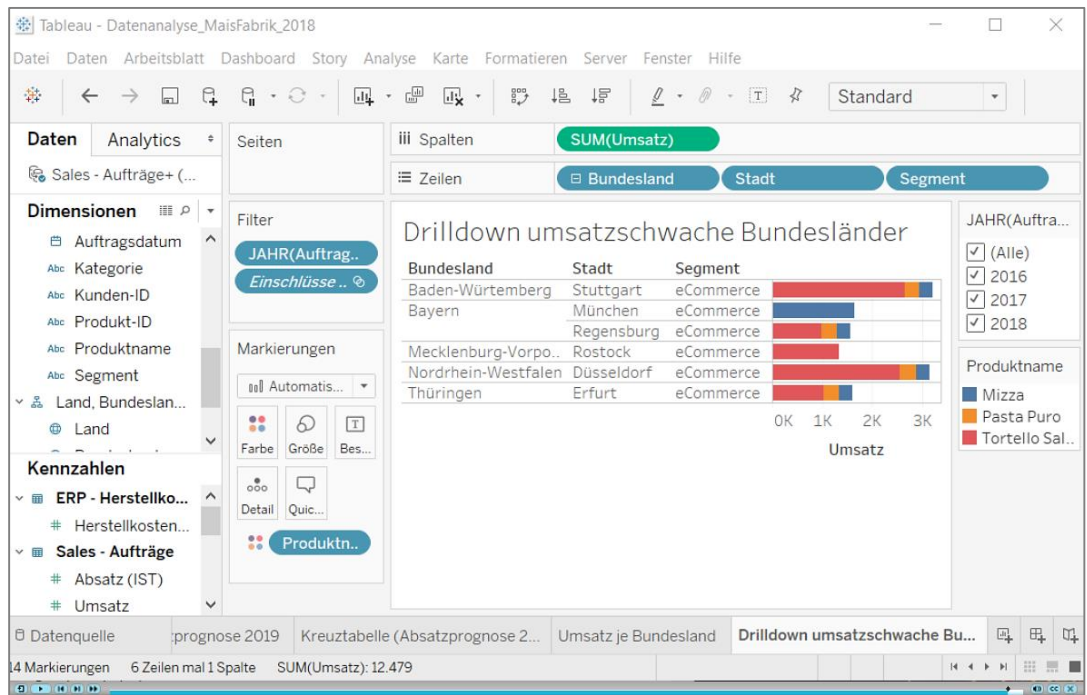 Tableau - Datenanalyse_MaisFabrik_2018
Datei Daten Arbeitsblatt Dashboard Story Analyse Karte Formatieren Server Fenster Hilfe
T Standard
Daten Analytics
Sales - Aufträge+ (...
Dimensionen
Auftragsdatum
Abc Kategorie
Abc Kunden-ID
Abc Produkt-ID
Abc Produktname
Abc Segment
Land, Bundeslan...
Land
Kennzahlen
ERP - Herstellko...
# Herstellkosten...
Sales - Aufträge
# Absatz (IST)
# Umsatz
Seiten
Filter
JAHR(Auftrag..
Einschlüsse ..
Markierungen
Automatis...
Farbe Größe Bes...
Detail Quic...
Produktn..
iii Spalten SUM(Umsatz)
Zeilen Bundesland Stadt Segment
Drilldown umsatzschwache Bundesländer
Bundesland Stadt Segment
Baden-Würtemberg Stuttgart eCommerce
Bayern München eCommerce
Regensburg eCommerce
Mecklenburg-Vorpo.. Rostock eCommerce
Nordrhein-Westfalen Düsseldorf eCommerce
Thüringen Erfurt eCommerce
0K 1K 2K 3K
Umsatz
JAHR(Auftra...
(Alle)
2016
2017
2018
Produktname
Mizza
Pasta Puro
Tortello Sal..
Datenquelle :prognose 2019 Kreuztabelle (Absatzprognose 2... Umsatz je Bundesland Drilldown umsatzschwache Bu...
14 Markierungen 6 Zeilen mal 1 Spalte SUM(Umsatz): 12.479